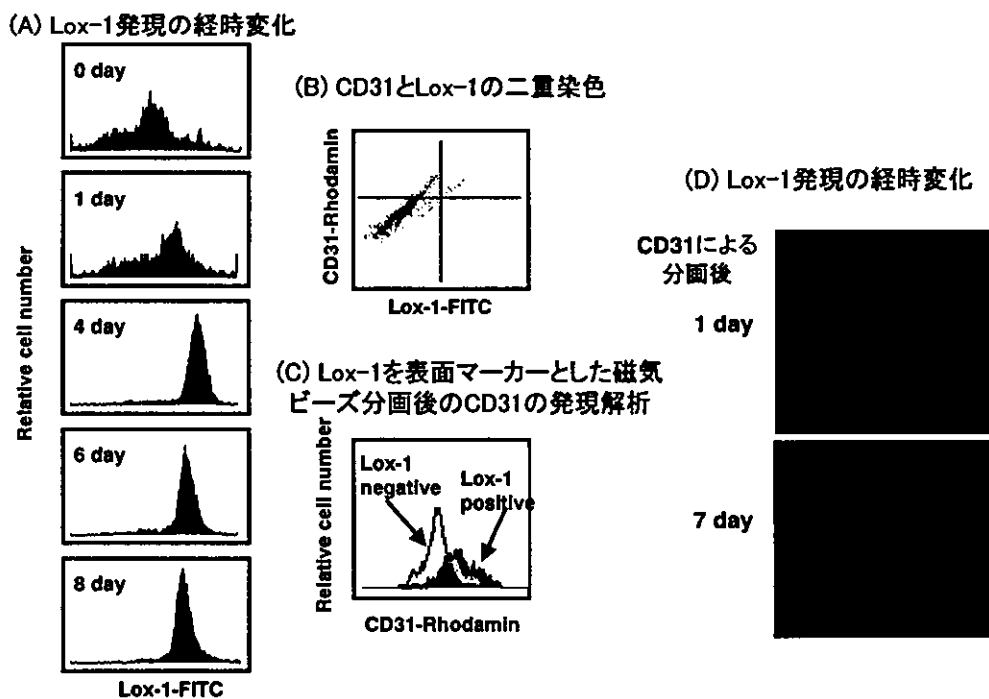 (A) Lox-1発現の経時変化
0 day
1 day
4 day
6 day
8 day
Relative cell number
Lox-1-FITC
(B) CD31とLox-1の二重染色
CD31-Rhodamin
Lox-1-FITC
(C) Lox-1を表面マーカーとした磁気
ビーズ分画後のCD31の発現解析
Relative cell number
Lox-1
negative
Lox-1
positive
CD31-Rhodamin
(D) Lox-1発現の経時変化
CD31による
分画後
1 day
7 day